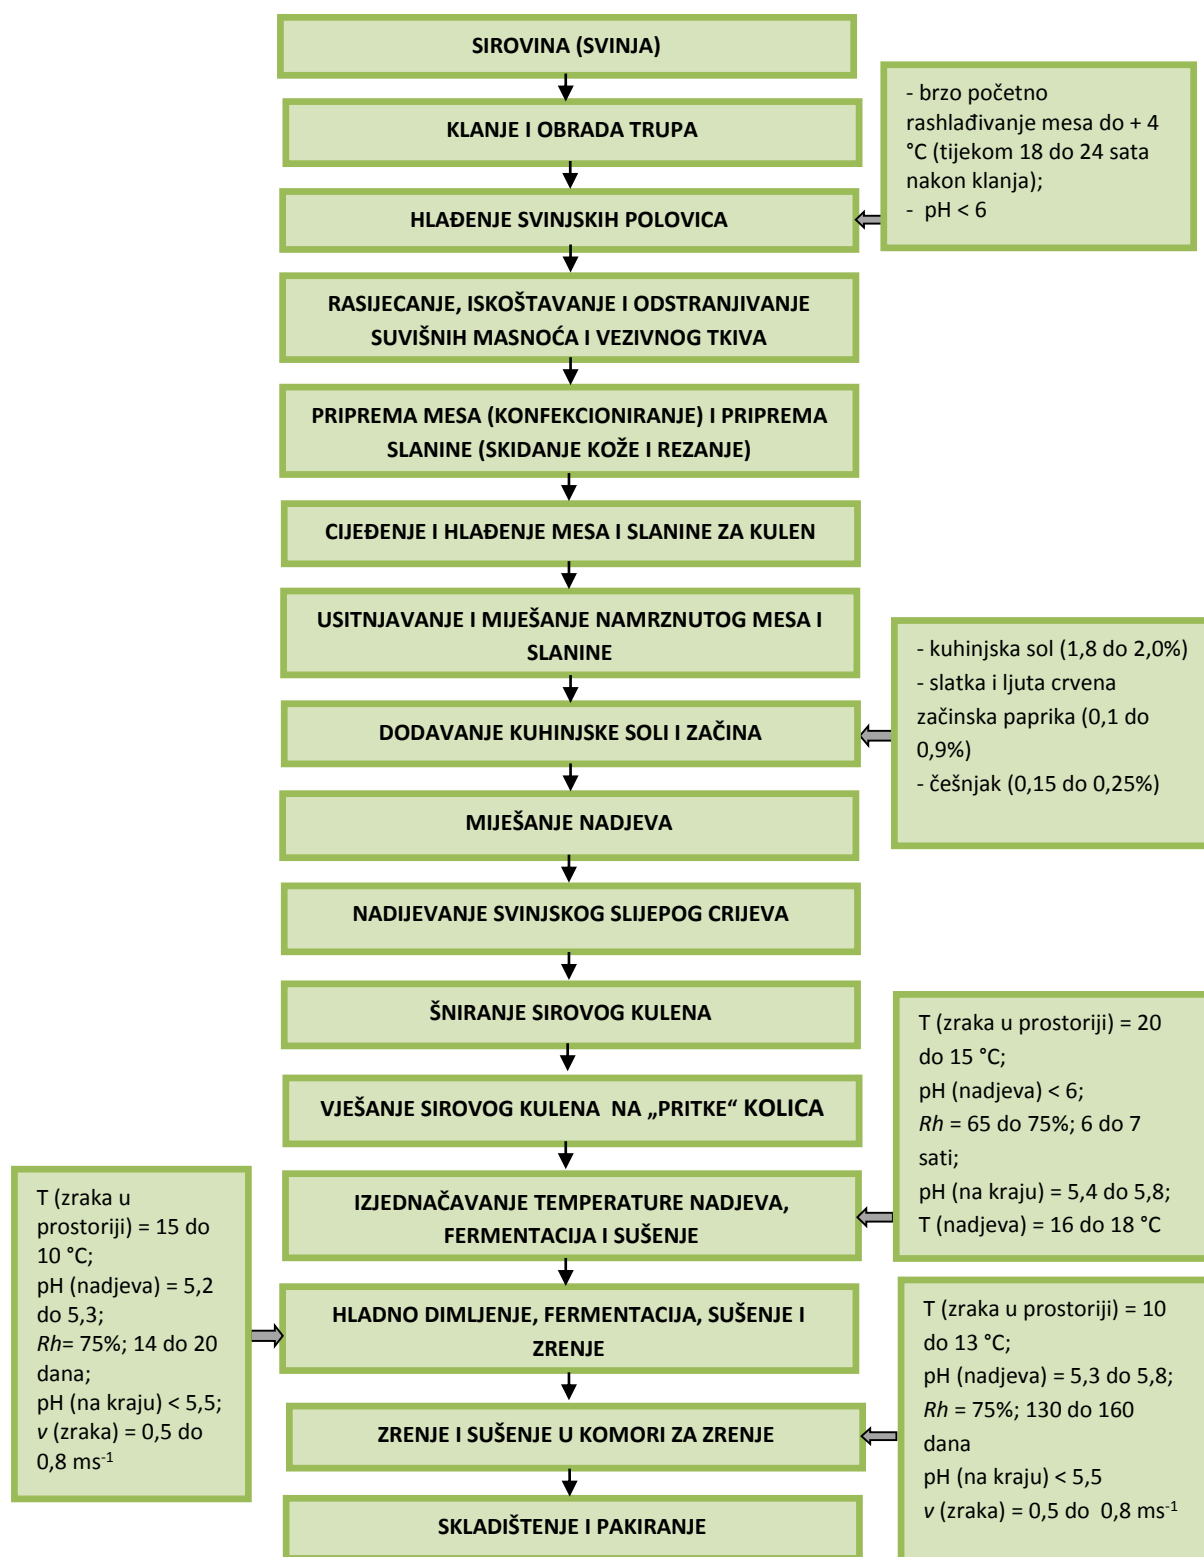 SIROVINA (SVINJA)
KLANJE I OBRADA TRUPA
- brzo početno
rashlađivanje mesa do + 4
°C (tijekom 18 do 24 sata
nakon klanja);
- pH < 6
HLAĐENJE SVINJSKIH POLOVICA
RASIJECANJE, ISKOŠTAVANJE I ODSTRANJIVANJE
SUVIŠNIH MASNOĆA I VEZIVNOG TKIVA
PRIPREMA MESA (KONFEKCIONIRANJE) I PRIPREMA
SLANINE (SKIDANJE KOŽE I REZANJE)
CIJEĐENJE I HLAĐENJE MESA I SLANINE ZA KULEN
USITNJAVANJE I MIJEŠANJE NAMRZNUTOG MESA I
SLANINE
- kuhinjska sol (1,8 do 2,0%)
- slatka i ljuta crvena
začinska paprika (0,1 do
0,9%)
- češnjak (0,15 do 0,25%)
DODAVANJE KUHINJSKE SOLI I ZAČINA
MIJEŠANJE NADJEVA
NADIJEVANJE SVINJSKOG SLIJEPOG CRIJEVA
ŠNIRANJE SIROVOG KULENA
VJEŠANJE SIROVOG KULENA NA „PRITKE“ KOLICA
T (zraka u prostoriji) = 20
do 15 °C;
pH (nadjeva) < 6;
Rh = 65 do 75%; 6 do 7
sati;
pH (na kraju) = 5,4 do 5,8;
T (nadjeva) = 16 do 18 °C
IZJEDNAČAVANJE TEMPERATURE NADJEVA,
FERMENTACIJA I SUŠENJE
T (zraka u
prostoriji) = 15 do
10 °C;
pH (nadjeva) = 5,2
do 5,3;
Rh= 75%; 14 do 20
dana;
pH (na kraju) < 5,5;
v (zraka) = 0,5 do
0,8 ms⁻¹
HLADNO DIMLJENJE, FERMENTACIJA, SUŠENJE I
ZRENJE
T (zraka u prostoriji) = 10
do 13 °C;
pH (nadjeva) = 5,3 do 5,8;
Rh = 75%; 130 do 160
dana
pH (na kraju) < 5,5
v (zraka) = 0,5 do 0,8 ms⁻¹
ZRENJE I SUŠENJE U KOMORI ZA ZRENJE
SKLADIŠTENJE I PAKIRANJE